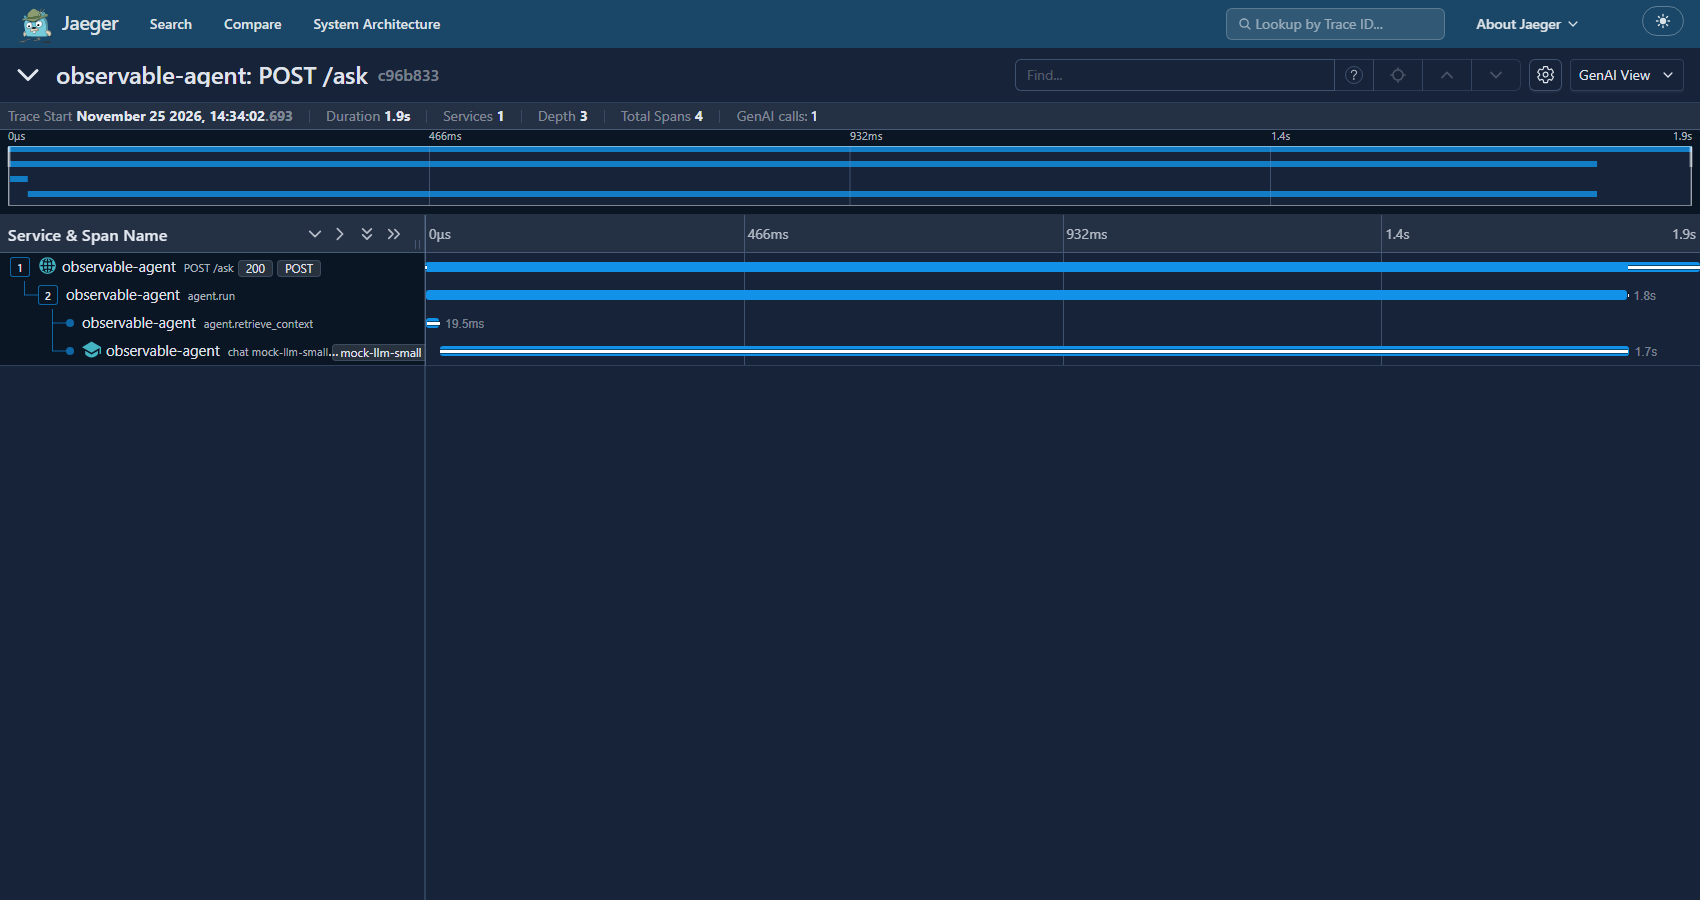 Jaeger Search Compare System Architecture Lookup by Trace ID... About Jaeger
observable-agent: POST /ask c96b833 Find... ? GenAI View
Trace Start November 25 2026, 14:34:02.693 Duration 1.9s Services 1 Depth 3 Total Spans 4 GenAI calls: 1
0μs 466ms 932ms 1.4s 1.9s
Service & Span Name 0μs 466ms 932ms 1.4s 1.9s
1 observable-agent POST /ask 200 POST
2 observable-agent agent.run 1.8s
observable-agent agent.retrieve_context 19.5ms
observable-agent chat mock-llm-small... mock-llm-small 1.7s